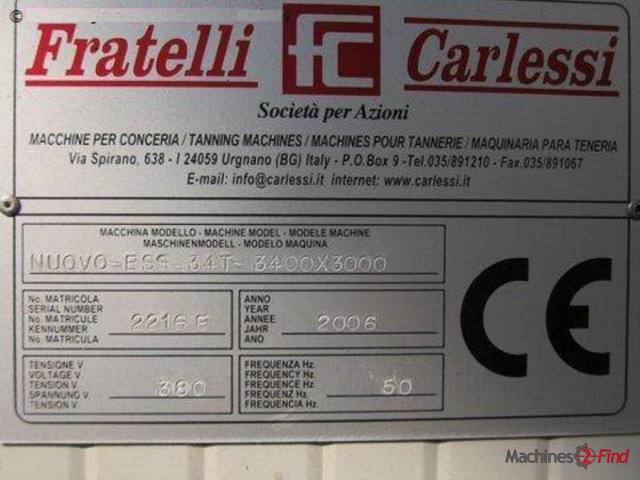 ©
Fratelli fC Carlessi
Società per Azioni
MACCHINE PER CONCERIA / TANNING MACHINES / MACHINES POUR TANNERIE / MAQUINARIA PARA TENERIA
Via Spirano, 638 - I 24059 Urgnano (BG) Italy - P.O.Box 9 -Tel.035/891210 - Fax.035/891067
E-mail: info@carlessi.it internet: www.carlessi.it
MACCHINA MODELLO - MACHINE MODEL - MODELE MACHINE
MASCHINENMODELL - MODELO MAQUINA
NUOVO-ESS-34T-3400X3000
No. MATRICOLA
SERIAL NUMBER
No. MATRICULE
KENNUMMER
No. MATRICULA
2216 E
ANNO
YEAR
ANNEE
JAHR
ANO
2006
TENSIONE V
VOLTAGE V
TENSION V
SPANNUNG V
TENSION V
380
FREQUENZA Hz.
FREQUENCY Hz.
FREQUENCE Hz.
FREQUENZ Hz.
FREQUENCIA Hz.
50
CE
Machines2Find